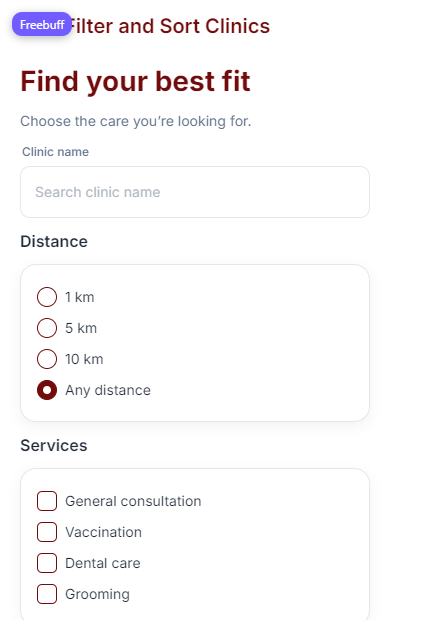 Freebuff
Filter and Sort Clinics
Find your best fit
Choose the care you’re looking for.
Clinic name
Search clinic name
Distance
1 km
5 km
10 km
Any distance
Services
General consultation
Vaccination
Dental care
Grooming